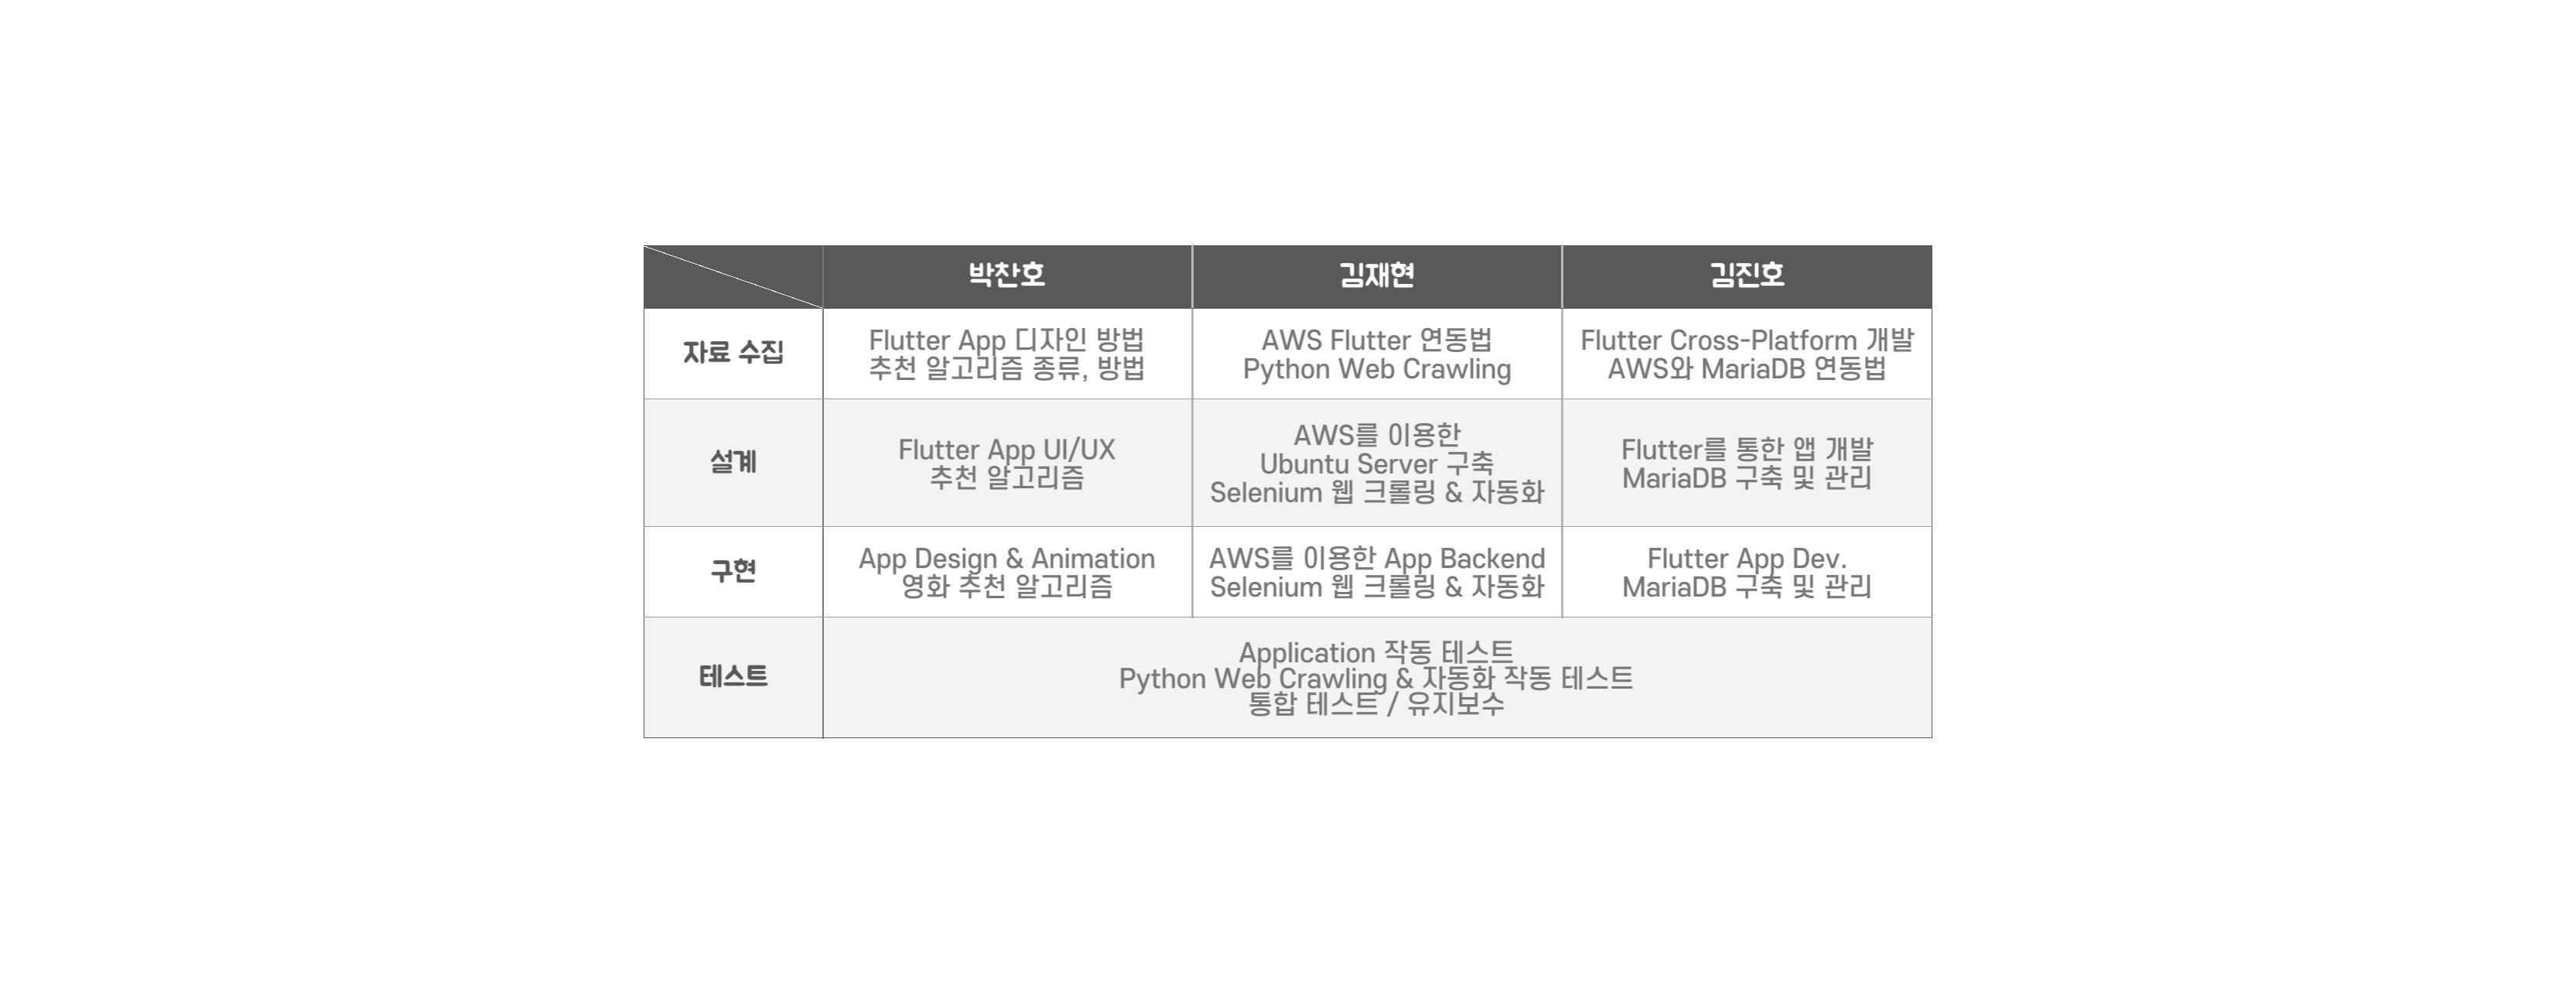 박찬호 김재현 김진호
자료 수집
Flutter App 디자인 방법
추천 알고리즘 종류, 방법
AWS Flutter 연동법
Python Web Crawling
Flutter Cross-Platform 개발
AWS와 MariaDB 연동법
설계
Flutter App UI/UX
추천 알고리즘
AWS를 이용한
Ubuntu Server 구축
Selenium 웹 크롤링 & 자동화
Flutter를 통한 앱 개발
MariaDB 구축 및 관리
구현
App Design & Animation
영화 추천 알고리즘
AWS를 이용한 App Backend
Selenium 웹 크롤링 & 자동화
Flutter App Dev.
MariaDB 구축 및 관리
테스트
Application 작동 테스트
Python Web Crawling & 자동화 작동 테스트
통합 테스트 / 유지보수